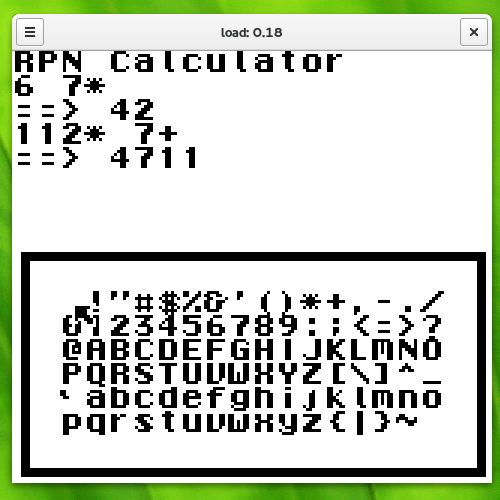 load: 0.18
RPN Calculator
6 7*
==> 42
112* 7+
==> 4711
!"#$%&'()*+,-./
0123456789:;<=>?
@ABCDEFGHIJKLMNO
PQRSTUVWXYZ[\]^_
`abcdefghijklmno
pqrstuvwxyz{|}~